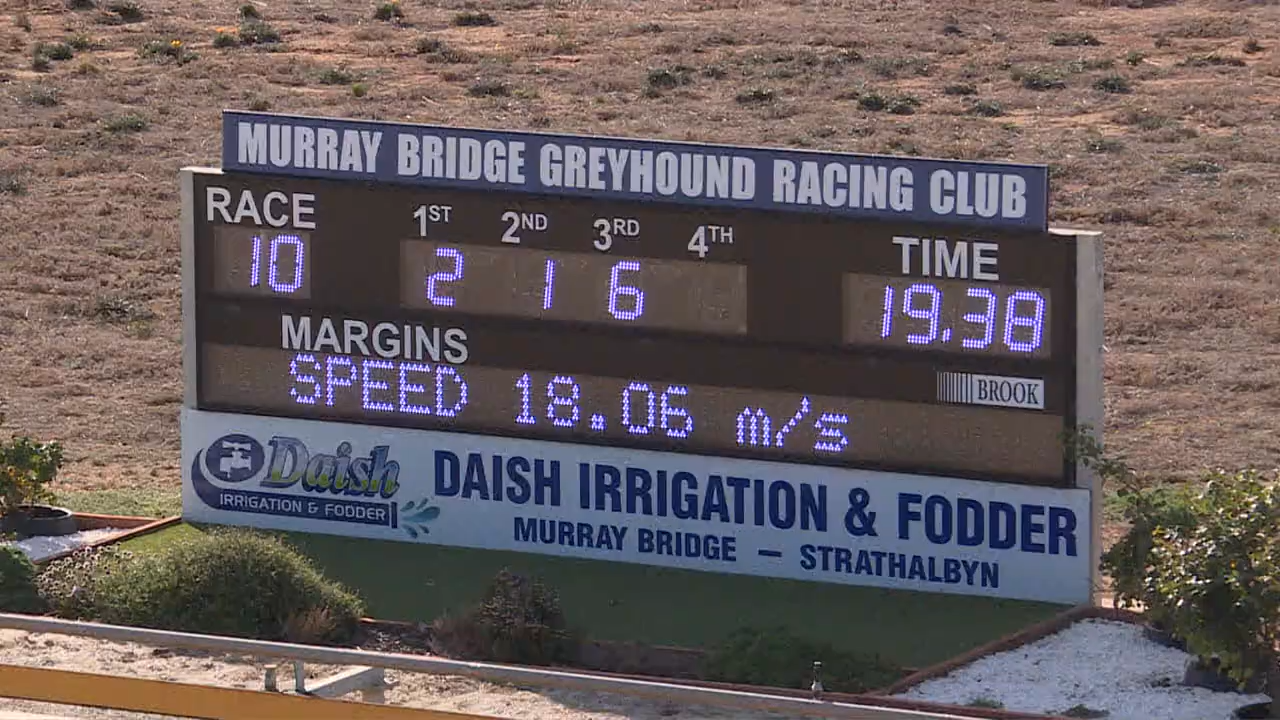 MURRAY BRIDGE GREYHOUND RACING CLUB
RACE 1ST 2ND 3RD 4TH TIME
10 2 1 6 19.38
MARGINS
SPEED 18.06 m/s
BROOK
Daish
IRRIGATION & FODDER
DAISH IRRIGATION & FODDER
MURRAY BRIDGE – STRATHALBYN